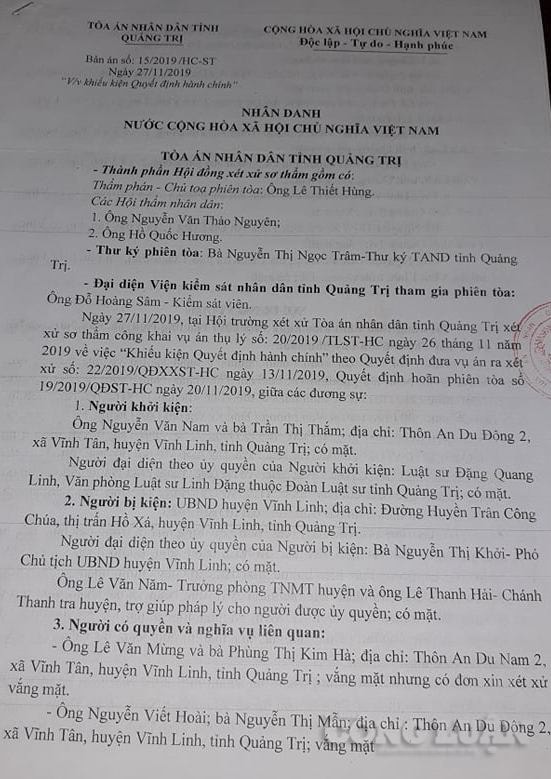 TÒA ÁN NHÂN DÂN TỈNH
QUẢNG TRỊ
CỘNG HÒA XÃ HỘI CHỦ NGHĨA VIỆT NAM
Độc lập - Tự do - Hạnh phúc
Bản án số: 15/2019/HC-ST
Ngày 27/11/2019
"V/v khiếu kiện Quyết định hành chính"
NHÂN DANH
NƯỚC CỘNG HÒA XÃ HỘI CHỦ NGHĨA VIỆT NAM
TÒA ÁN NHÂN DÂN TỈNH QUẢNG TRỊ
- Thành phần Hội đồng xét xử sơ thẩm gồm có:
Thẩm phán - Chủ toạ phiên tòa: Ông Lê Thiết Hùng.
Các Hội thẩm nhân dân:
1. Ông Nguyễn Văn Thảo Nguyên;
2. Ông Hồ Quốc Hương.
- Thư ký phiên tòa: Bà Nguyễn Thị Ngọc Trâm-Thư ký TAND tỉnh Quảng
Trị.
- Đại diện Viện kiểm sát nhân dân tỉnh Quảng Trị tham gia phiên tòa:
Ông Đỗ Hoàng Sâm - Kiểm sát viên.
Ngày 27/11/2019, tại Hội trường xét xử Tòa án nhân dân tỉnh Quảng Trị xét
xử sơ thẩm công khai vụ án thụ lý số: 20/2019/TLST-HC ngày 26 tháng 11 năm
2019 về việc "Khiếu kiện Quyết định hành chính" theo Quyết định đưa vụ án ra xét
xử số: 22/2019/QĐXXST-HC ngày 13/11/2019, Quyết định hoãn phiên tòa số
19/2019/QĐST-HC ngày 20/11/2019, giữa các đương sự:
1. Người khởi kiện:
Ông Nguyễn Văn Nam và bà Trần Thị Thắm; địa chỉ: Thôn An Du Đông 2,
xã Vĩnh Tân, huyện Vĩnh Linh, tỉnh Quảng Trị; có mặt.
Người đại diện theo ủy quyền của Người khởi kiện: Luật sư Đặng Quang
Linh, Văn phòng Luật sư Linh Đặng thuộc Đoàn Luật sư tỉnh Quảng Trị; có mặt.
2. Người bị kiện: UBND huyện Vĩnh Linh; địa chỉ: Đường Huyền Trân Công
Chúa, thị trấn Hồ Xá, huyện Vĩnh Linh, tỉnh Quảng Trị.
Người đại diện theo ủy quyền của Người bị kiện: Bà Nguyễn Thị Khởi- Phó
Chủ tịch UBND huyện Vĩnh Linh; có mặt.
Ông Lê Văn Năm- Trưởng phòng TNMT huyện và ông Lê Thanh Hải- Chánh
Thanh tra huyện, trợ giúp pháp lý cho người được ủy quyền; có mặt.
3. Người có quyền và nghĩa vụ liên quan:
- Ông Lê Văn Mừng và bà Phùng Thị Kim Hà; địa chỉ: Thôn An Du Nam 2,
xã Vĩnh Tân, huyện Vĩnh Linh, tỉnh Quảng Trị ; vắng mặt nhưng có đơn xin xét xử
vắng mặt.
- Ông Nguyễn Viết Hoài; bà Nguyễn Thị Mẫn; địa chỉ : Thôn An Du Đông 2,
xã Vĩnh Tân, huyện Vĩnh Linh, tỉnh Quảng Trị; vắng mặt
CÔNG LUẬN